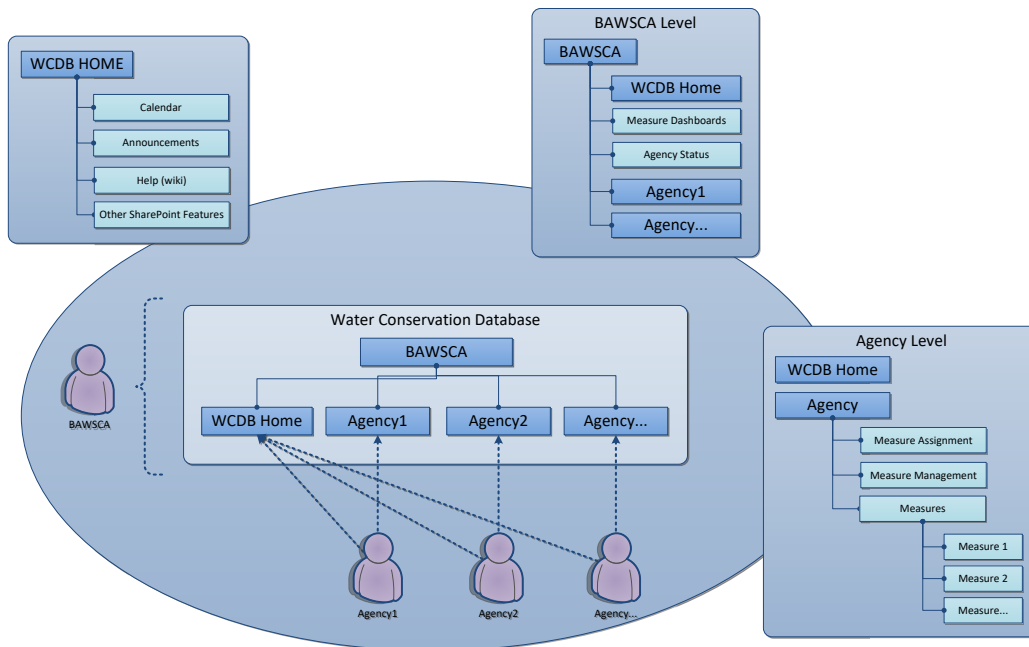 WCDB HOME
Calendar
Announcements
Help (wiki)
Other SharePoint Features
BAWSCA Level
BAWSCA
WCDB Home
Measure Dashboards
Agency Status
Agency1
Agency...
Water Conservation Database
BAWSCA
WCDB Home
Agency1
Agency2
Agency...
BAWSCA
Agency1
Agency2
Agency...
Agency Level
WCDB Home
Agency
Measure Assignment
Measure Management
Measures
Measure 1
Measure 2
Measure...